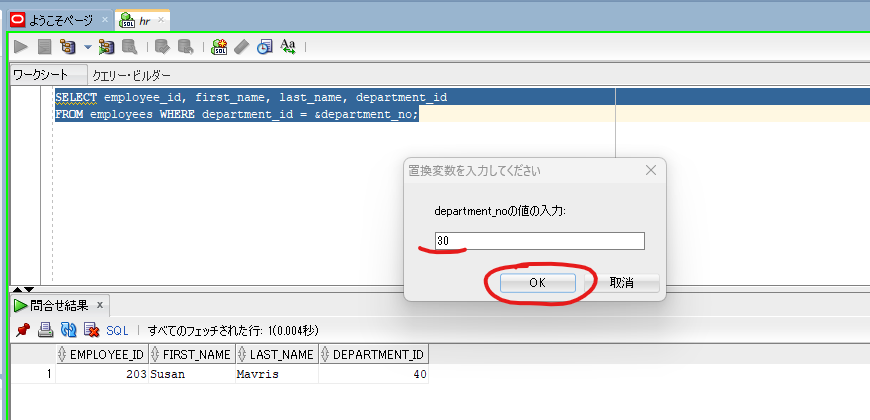 ようこそページ
hr
ワークシート クエリー・ビルダー
SELECT employee_id, first_name, last_name, department_id
FROM employees WHERE department_id = &department_no;
置換変数を入力してください
department_noの値の入力:
30
OK 取消
問合せ結果
SQL すべてのフェッチされた行: 1(0.004秒)
EMPLOYEE_ID FIRST_NAME LAST_NAME DEPARTMENT_ID
1 203 Susan Mavris 40